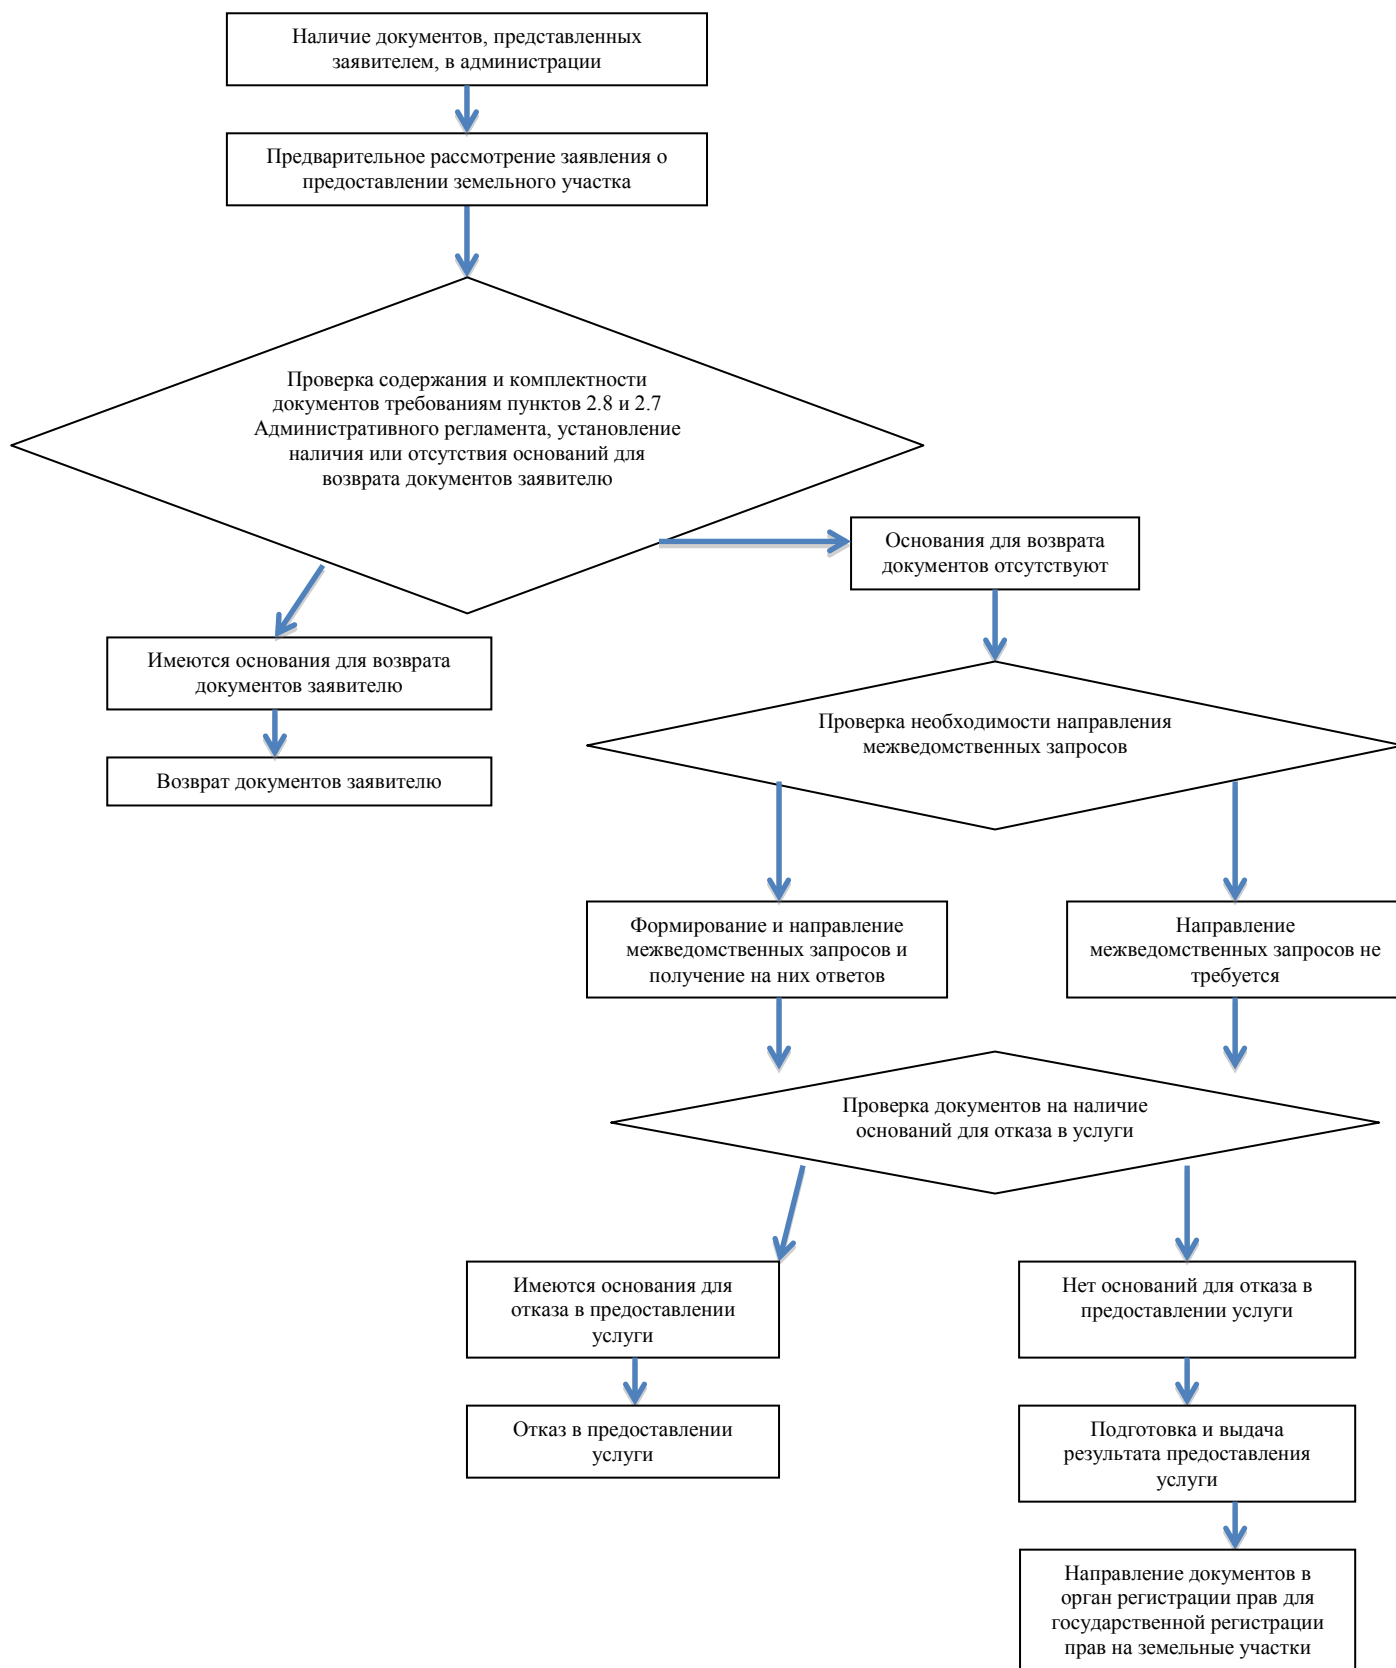 Наличие документов, представленных
заявителем, в администрации
Предварительное рассмотрение заявления о
предоставлении земельного участка
Проверка содержания и комплектности
документов требованиям пунктов 2.8 и 2.7
Административного регламента, установление
наличия или отсутствия оснований для
возврата документов заявителю
Основания для возврата
документов отсутствуют
Имеются основания для возврата
документов заявителю
Возврат документов заявителю
Проверка необходимости направления
межведомственных запросов
Формирование и направление
межведомственных запросов и
получение на них ответов
Направление
межведомственных запросов не
требуется
Проверка документов на наличие
оснований для отказа в услуги
Имеются основания для
отказа в предоставлении
услуги
Нет оснований для отказа в
предоставлении услуги
Отказ в предоставлении
услуги
Подготовка и выдача
результата предоставления
услуги
Направление документов в
орган регистрации прав для
государственной регистрации
прав на земельные участки